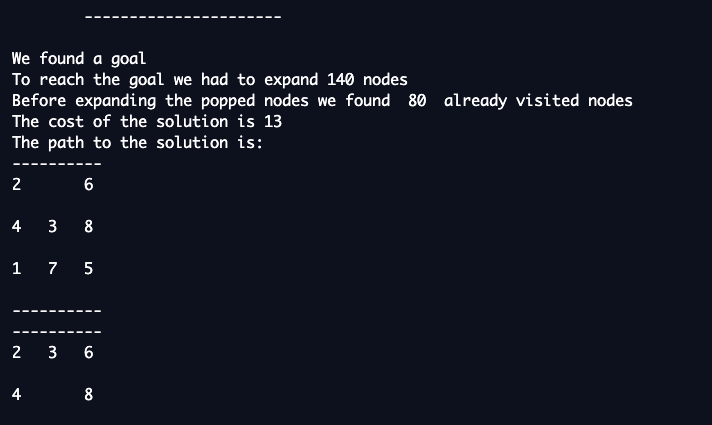 ----------------------
We found a goal
To reach the goal we had to expand 140 nodes
Before expanding the popped nodes we found  80  already visited nodes
The cost of the solution is 13
The path to the solution is:
----------
2       6
4   3   8
1   7   5
----------
----------
2   3   6
4       8